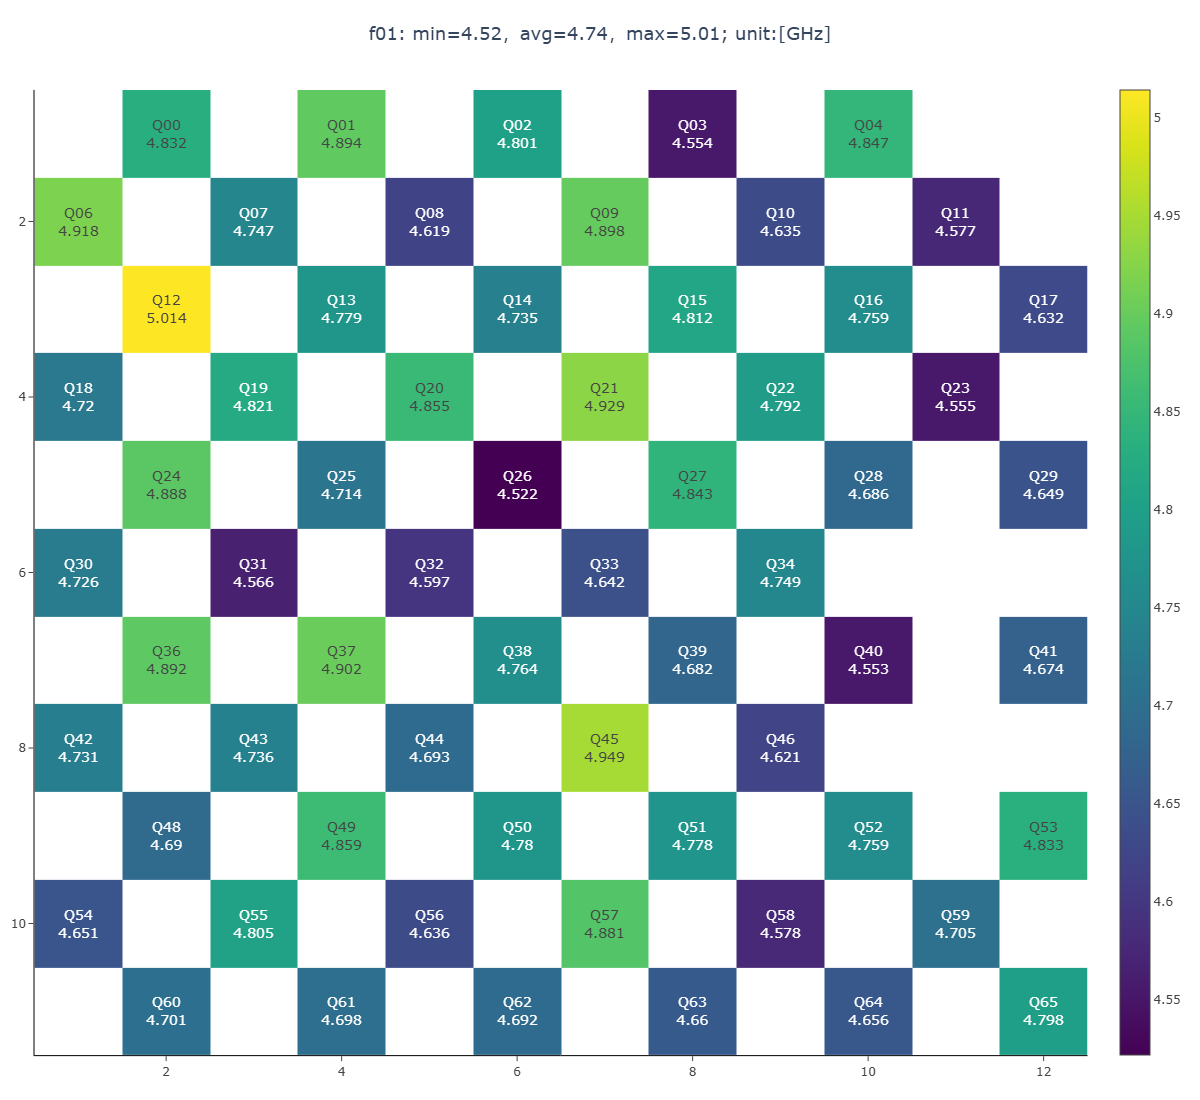 f01: min=4.52,  avg=4.74,  max=5.01; unit:[GHz]
Q00
4.832
Q01
4.894
Q02
4.801
Q03
4.554
Q04
4.847
Q06
4.918
Q07
4.747
Q08
4.619
Q09
4.898
Q10
4.635
Q11
4.577
Q12
5.014
Q13
4.779
Q14
4.735
Q15
4.812
Q16
4.759
Q17
4.632
Q18
4.72
Q19
4.821
Q20
4.855
Q21
4.929
Q22
4.792
Q23
4.555
Q24
4.888
Q25
4.714
Q26
4.522
Q27
4.843
Q28
4.686
Q29
4.649
Q30
4.726
Q31
4.566
Q32
4.597
Q33
4.642
Q34
4.749
Q36
4.892
Q37
4.902
Q38
4.764
Q39
4.682
Q40
4.553
Q41
4.674
Q42
4.731
Q43
4.736
Q44
4.693
Q45
4.949
Q46
4.621
Q48
4.69
Q49
4.859
Q50
4.78
Q51
4.778
Q52
4.759
Q53
4.833
Q54
4.651
Q55
4.805
Q56
4.636
Q57
4.881
Q58
4.578
Q59
4.705
Q60
4.701
Q61
4.698
Q62
4.692
Q63
4.66
Q64
4.656
Q65
4.798
2
4
6
8
10
2
4
6
8
10
12
5
4.95
4.9
4.85
4.8
4.75
4.7
4.65
4.6
4.55